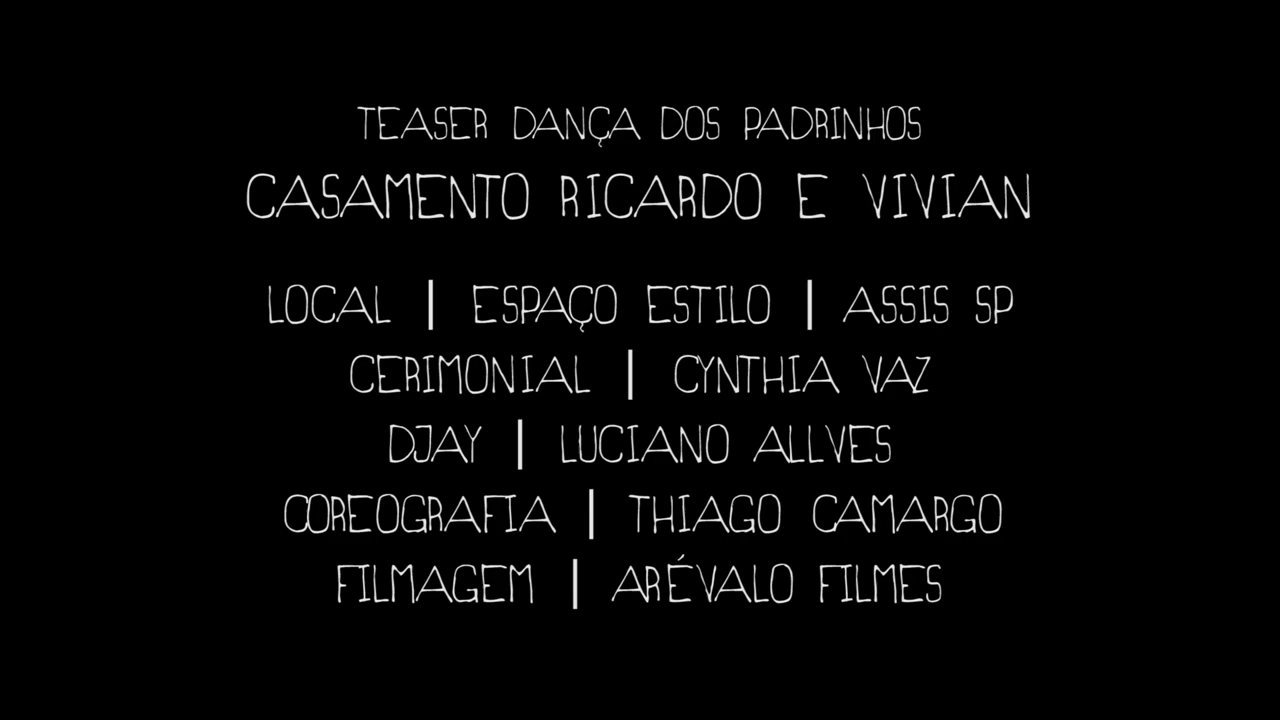 TEASER DANÇA DOS PADRINHOS
CASAMENTO RICARDO E VIVIAN
LOCAL | ESPAÇO ESTILO | ASSIS SP
CERIMONIAL | CYNTHIA VAZ
DJAY | LUCIANO ALLVES
COREOGRAFIA | THIAGO CAMARGO
FILMAGEM | ARÉVALO FILMES